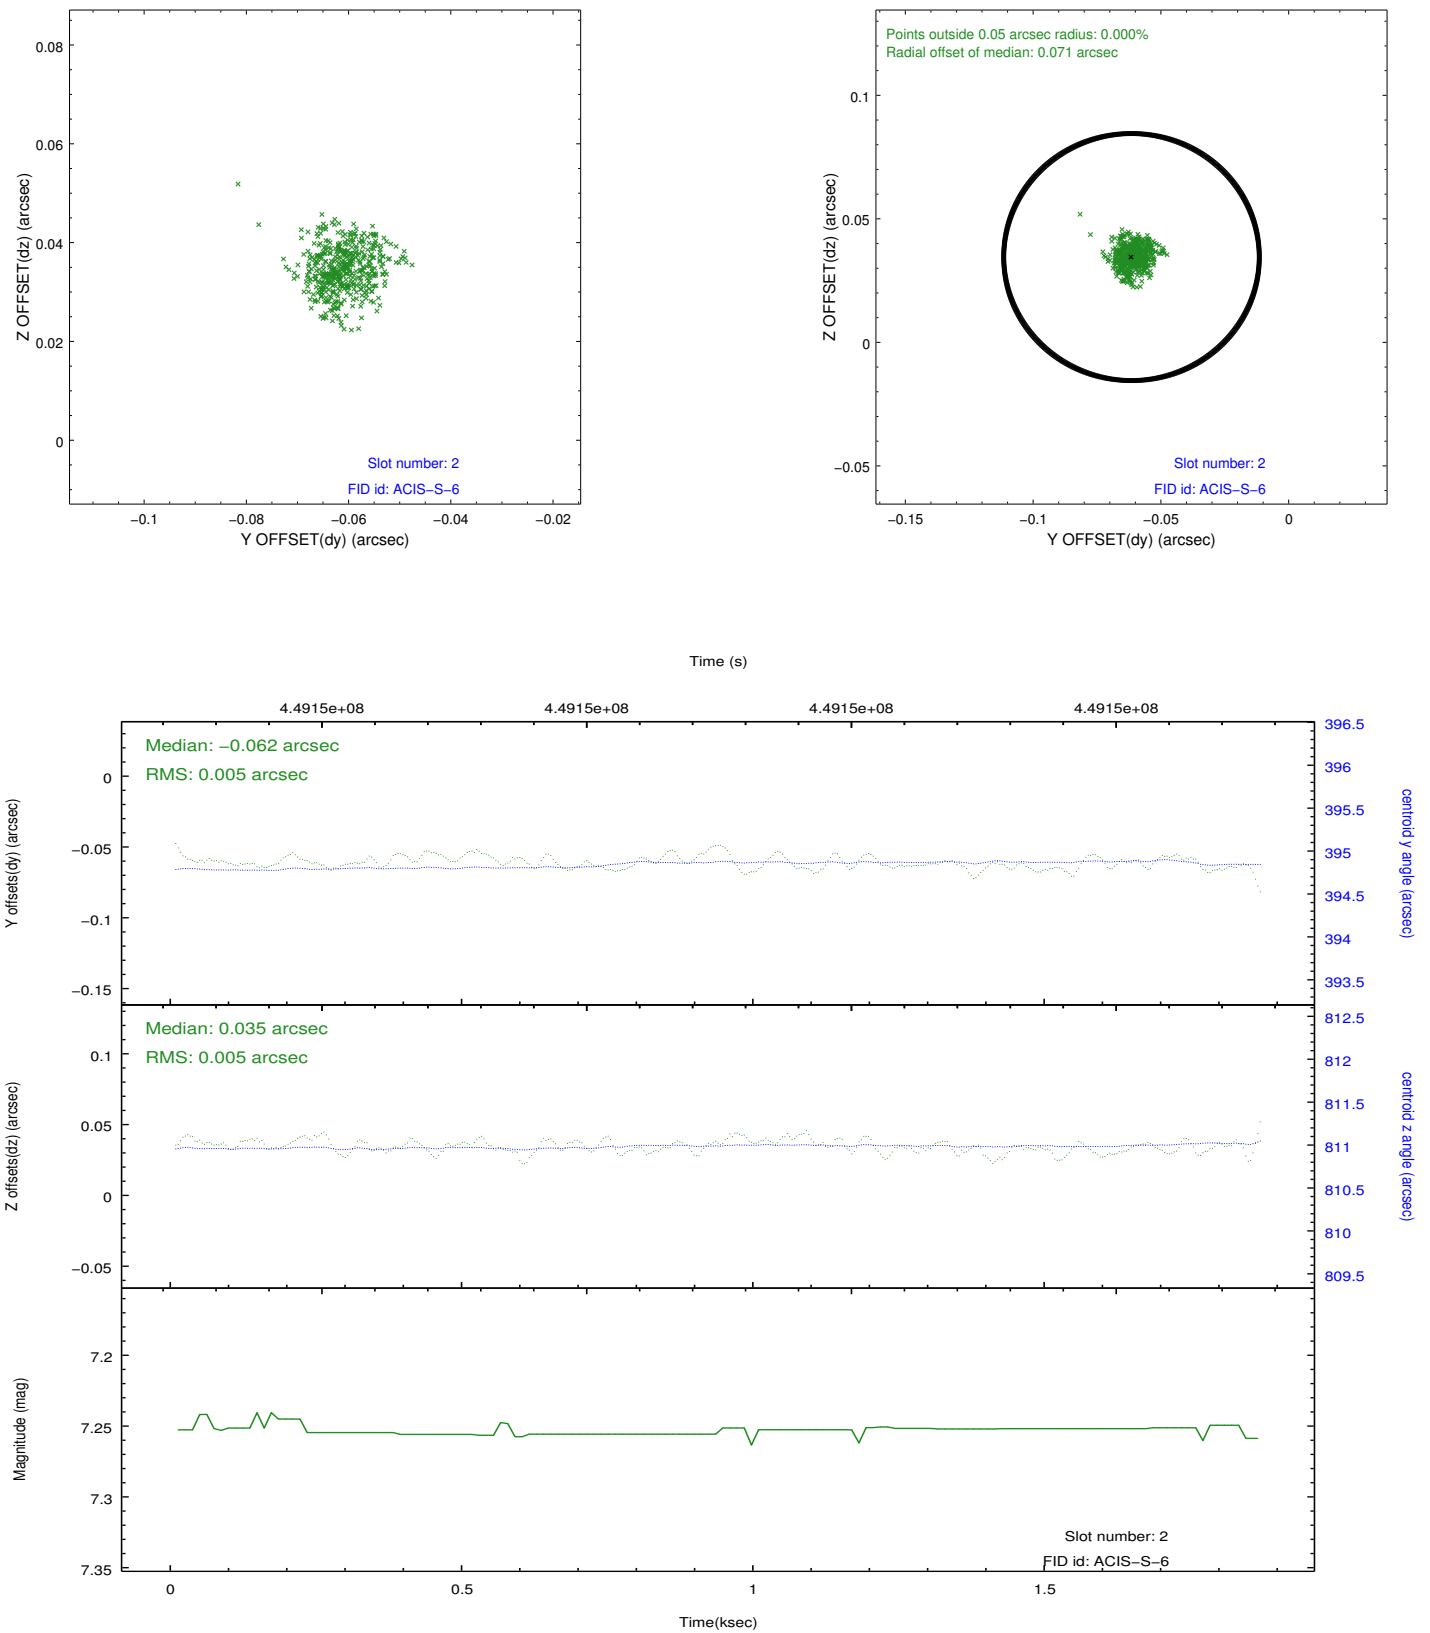 0.08
0.06
0.04
0.02
0
Z OFFSET(dz) (arcsec)
Slot number: 2
FID id: ACIS−S−6
−0.1
−0.08
−0.06
−0.04
−0.02
Y OFFSET(dy) (arcsec)
Points outside 0.05 arcsec radius: 0.000%
Radial offset of median: 0.071 arcsec
0.1
0.05
0
−0.05
Z OFFSET(dz) (arcsec)
Slot number: 2
FID id: ACIS−S−6
−0.15
−0.1
−0.05
0
Y OFFSET(dy) (arcsec)
Time (s)
4.4915e+08
4.4915e+08
4.4915e+08
4.4915e+08
Median: −0.062 arcsec
RMS: 0.005 arcsec
0
−0.05
−0.1
−0.15
Y offsets(dy) (arcsec)
396.5
396
395.5
395
394.5
394
393.5
centroid y angle (arcsec)
Median: 0.035 arcsec
RMS: 0.005 arcsec
0.1
0.05
0
−0.05
Z offsets(dz) (arcsec)
812.5
812
811.5
811
810.5
810
809.5
centroid z angle (arcsec)
7.2
7.25
7.3
7.35
Magnitude (mag)
Slot number: 2
FID id: ACIS−S−6
0
0.5
1
1.5
Time(ksec)